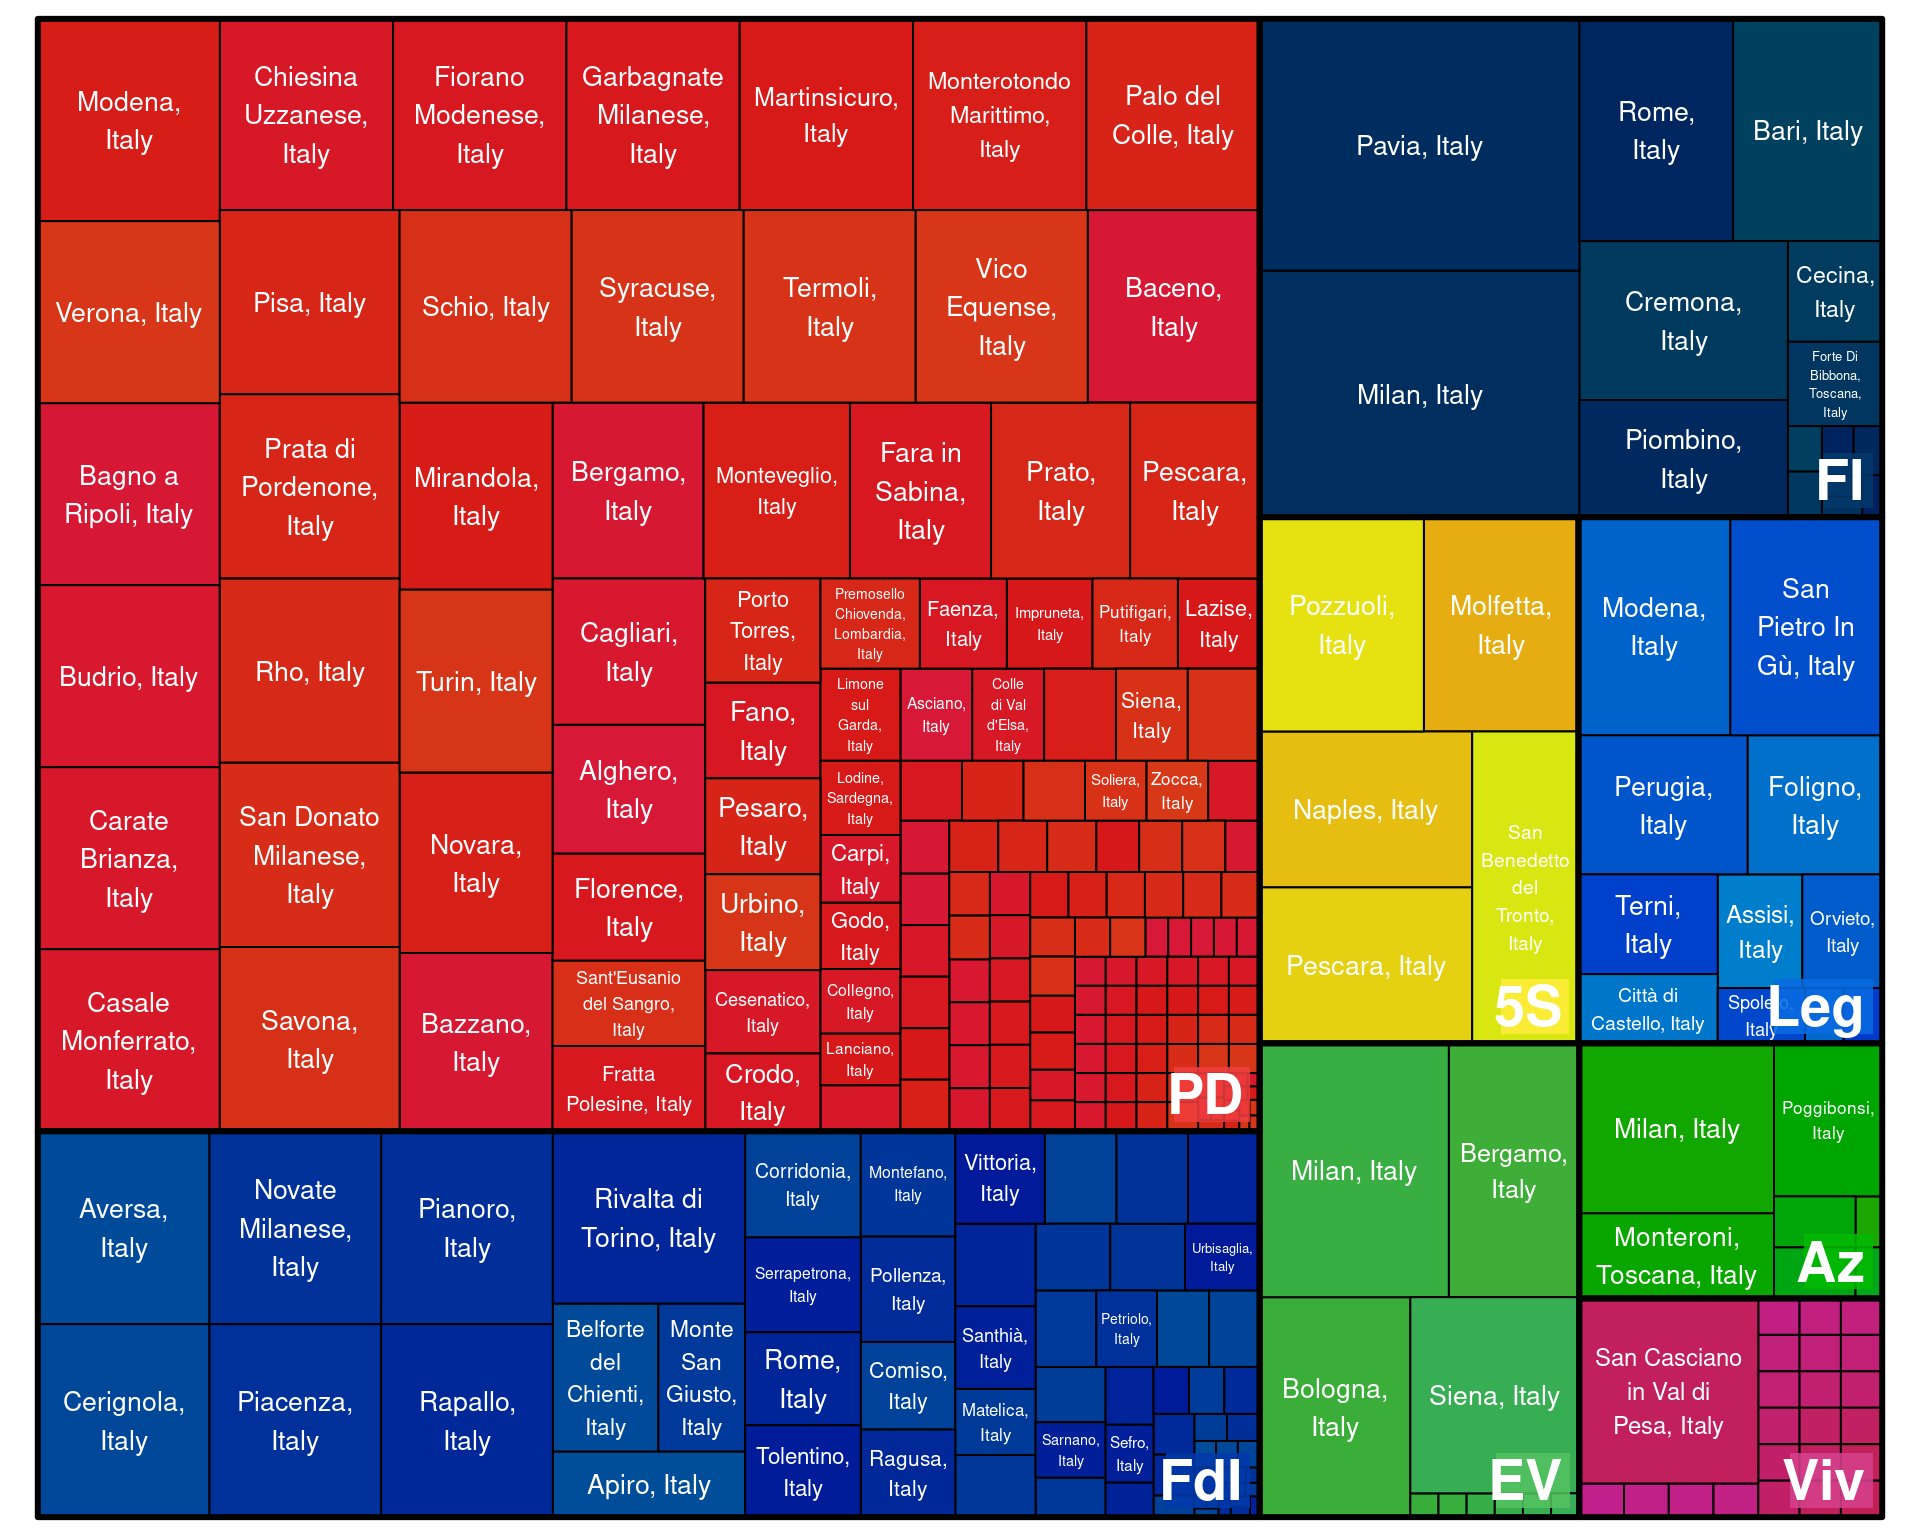 Modena,
Italy
Chiesina
Uzzanese,
Italy
Fiorano
Modenese,
Italy
Garbagnate
Milanese,
Italy
Martinsicuro,
Italy
Monterotondo
Marittimo,
Italy
Palo del
Colle, Italy
Verona, Italy
Pisa, Italy
Schio, Italy
Syracuse,
Italy
Termoli,
Italy
Vico
Equense,
Italy
Baceno,
Italy
Bagno a
Ripoli, Italy
Prata di
Pordenone,
Italy
Mirandola,
Italy
Bergamo,
Italy
Monteveglio,
Italy
Fara in
Sabina,
Italy
Prato,
Italy
Pescara,
Italy
Budrio, Italy
Rho, Italy
Turin, Italy
Cagliari,
Italy
Porto
Torres,
Italy
Premosello
Chiovenda,
Lombardia,
Italy
Faenza,
Italy
Impruneta,
Italy
Putifigari,
Italy
Lazise,
Italy
Fano,
Italy
Limone
sul
Garda,
Italy
Asciano,
Italy
Colle
di Val
d'Elsa,
Italy
Siena,
Italy
Carate
Brianza,
Italy
San Donato
Milanese,
Italy
Novara,
Italy
Alghero,
Italy
Pesaro,
Italy
Lodine,
Sardegna,
Italy
Soliera,
Italy
Zocca,
Italy
Carpi,
Italy
Florence,
Italy
Urbino,
Italy
Godo,
Italy
Casale
Monferrato,
Italy
Savona,
Italy
Bazzano,
Italy
Sant'Eusanio
del Sangro,
Italy
Cesenatico,
Italy
Collegno,
Italy
Lanciano,
Italy
Fratta
Polesine, Italy
Crodo,
Italy
PD
Aversa,
Italy
Novate
Milanese,
Italy
Pianoro,
Italy
Rivalta di
Torino, Italy
Corridonia,
Italy
Montefano,
Italy
Vittoria,
Italy
Serrapetrona,
Italy
Pollenza,
Italy
Urbisaglia,
Italy
Cerignola,
Italy
Piacenza,
Italy
Rapallo,
Italy
Belforte
del
Chienti,
Italy
Monte
San
Giusto,
Italy
Rome,
Italy
Comiso,
Italy
Santhià,
Italy
Petriolo,
Italy
Apiro, Italy
Tolentino,
Italy
Ragusa,
Italy
Matelica,
Italy
Sarnano,
Italy
Sefro,
Italy
FdI
Pavia, Italy
Rome,
Italy
Bari, Italy
Milan, Italy
Cremona,
Italy
Cecina,
Italy
Forte Di
Bibbona,
Toscana,
Italy
Piombino,
Italy
FI
Pozzuoli,
Italy
Molfetta,
Italy
Naples, Italy
San
Benedetto
del
Tronto,
Italy
Pescara, Italy
5S
Modena,
Italy
San
Pietro In
Gù, Italy
Perugia,
Italy
Foligno,
Italy
Terni,
Italy
Assisi,
Italy
Orvieto,
Italy
Città di
Castello, Italy
Spoleto,
Italy
Leg
Milan, Italy
Bergamo,
Italy
Bologna,
Italy
Siena, Italy
EV
Milan, Italy
Poggibonsi,
Italy
Monteroni,
Toscana, Italy
Az
San Casciano
in Val di
Pesa, Italy
Viv